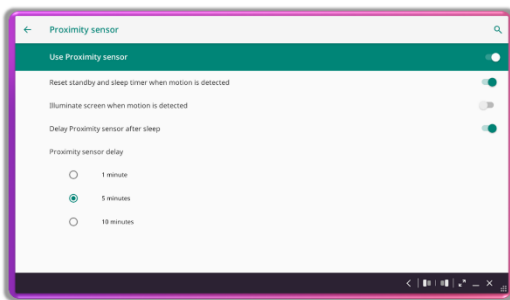 Proximity sensor
Use Proximity sensor
Reset standby and sleep timer when motion is detected
Illuminate screen when motion is detected
Delay Proximity sensor after sleep
Proximity sensor delay
1 minute
5 minutes
10 minutes